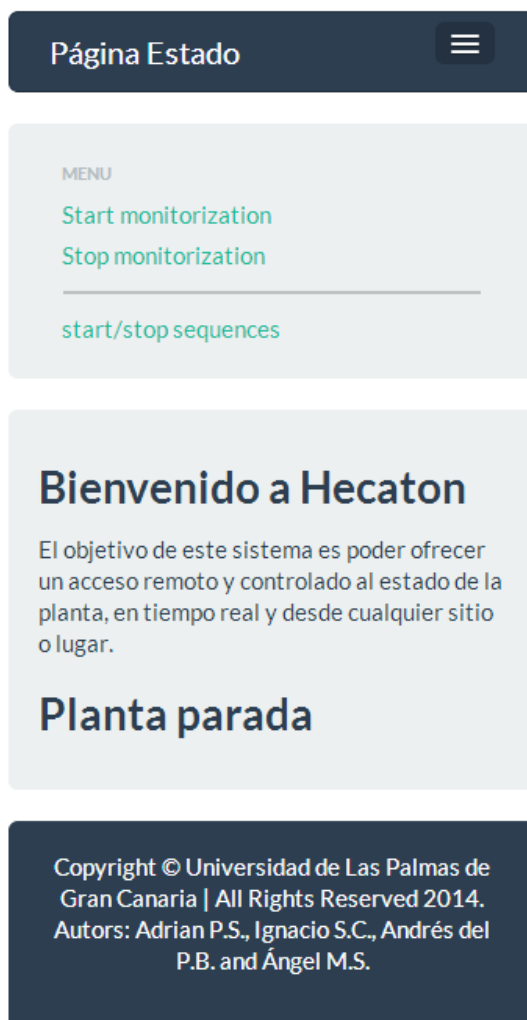 Página Estado
MENU
Start monitorization
Stop monitorization
start/stop sequences
Bienvenido a Hecaton
El objetivo de este sistema es poder ofrecer
un acceso remoto y controlado al estado de la
planta, en tiempo real y desde cualquier sitio
o lugar.
Planta parada
Copyright © Universidad de Las Palmas de
Gran Canaria | All Rights Reserved 2014.
Autors: Adrian P.S., Ignacio S.C., Andrés del
P.B. and Ángel M.S.